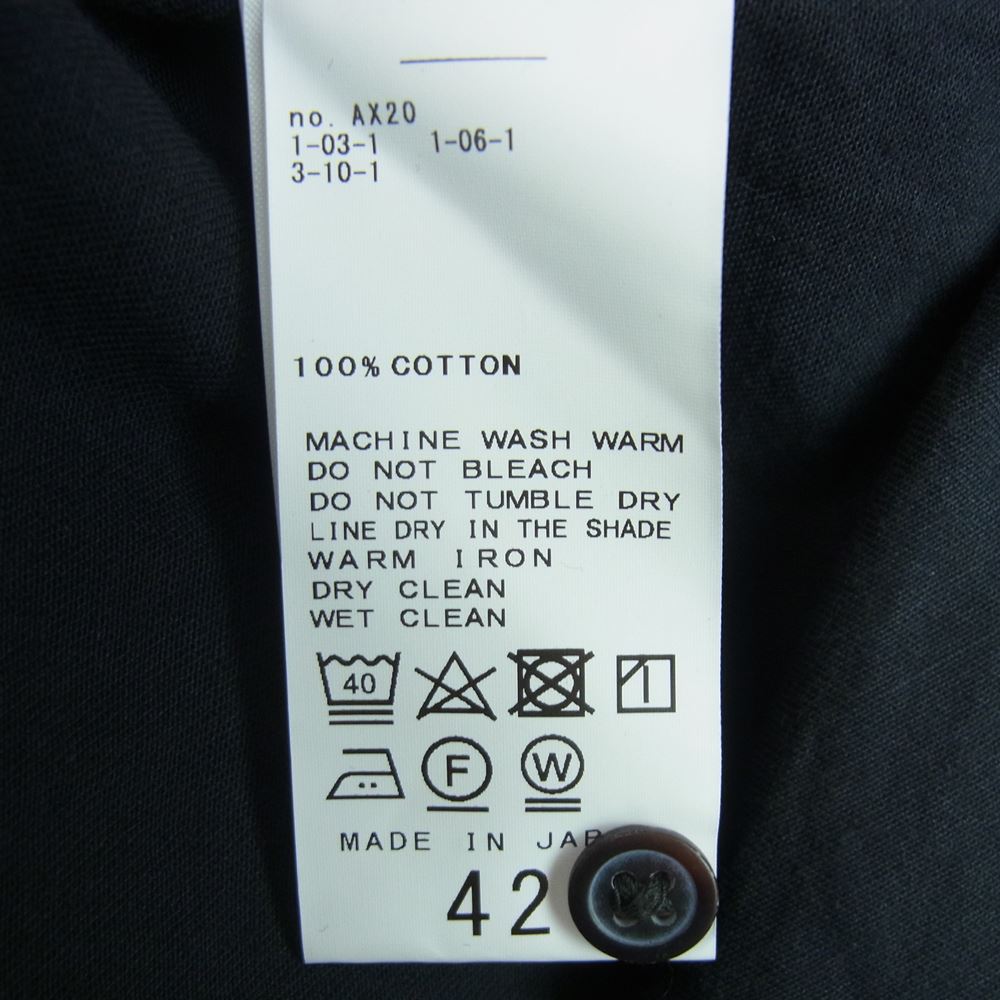 no. AX20
1-03-1 1-06-1
3-10-1
100% COTTON
MACHINE WASH WARM
DO NOT BLEACH
DO NOT TUMBLE DRY
LINE DRY IN THE SHADE
WARM IRON
DRY CLEAN
WET CLEAN
40
F W
MADE IN
42